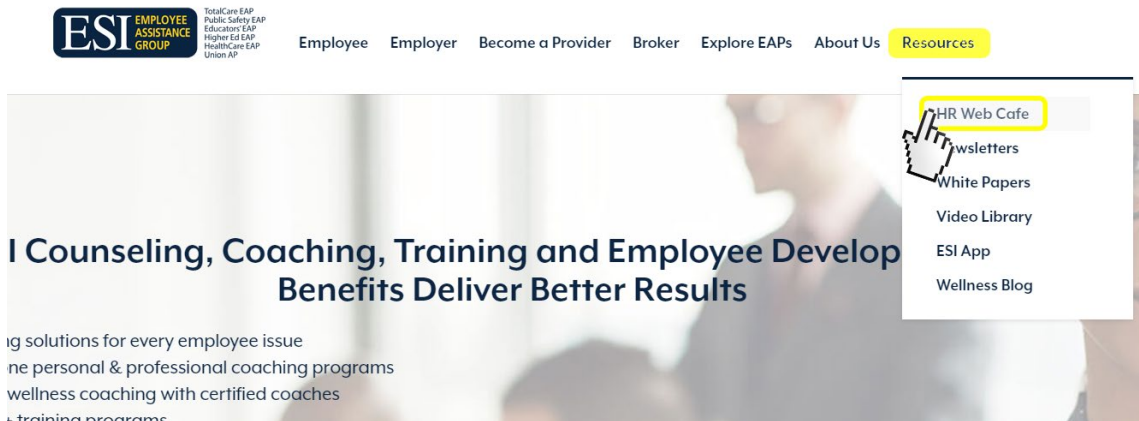 ESI EMPLOYEE ASSISTANCE GROUP
TotalCare EAP
Public Safety EAP
Educators' EAP
Higher Ed EAP
HealthCare EAP
Union AP
Employee Employer Become a Provider Broker Explore EAPs About Us Resources
HR Web Cafe
wsletters
White Papers
Video Library
ESI App
Wellness Blog
l Counseling, Coaching, Training and Employee Develop
Benefits Deliver Better Results
ng solutions for every employee issue
ne personal & professional coaching programs
wellness coaching with certified coaches
training programs